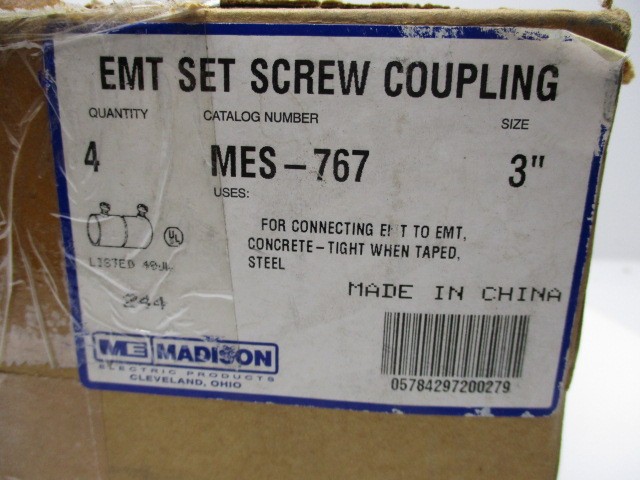 EMT SET SCREW COUPLING
QUANTITY CATALOG NUMBER SIZE
4 MES-767 3"
USES:
FOR CONNECTING EMT TO EMT,
CONCRETE-TIGHT WHEN TAPED,
STEEL
UL
LISTED
244
MADE IN CHINA
ME MADISON
ELECTRIC PRODUCTS
CLEVELAND, OHIO
05784297200279